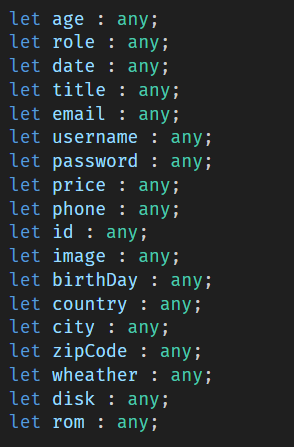 let age : any;
let role : any;
let date : any;
let title : any;
let email : any;
let username : any;
let password : any;
let price : any;
let phone : any;
let id : any;
let image : any;
let birthDay : any;
let country : any;
let city : any;
let zipCode : any;
let wheather : any;
let disk : any;
let rom : any;